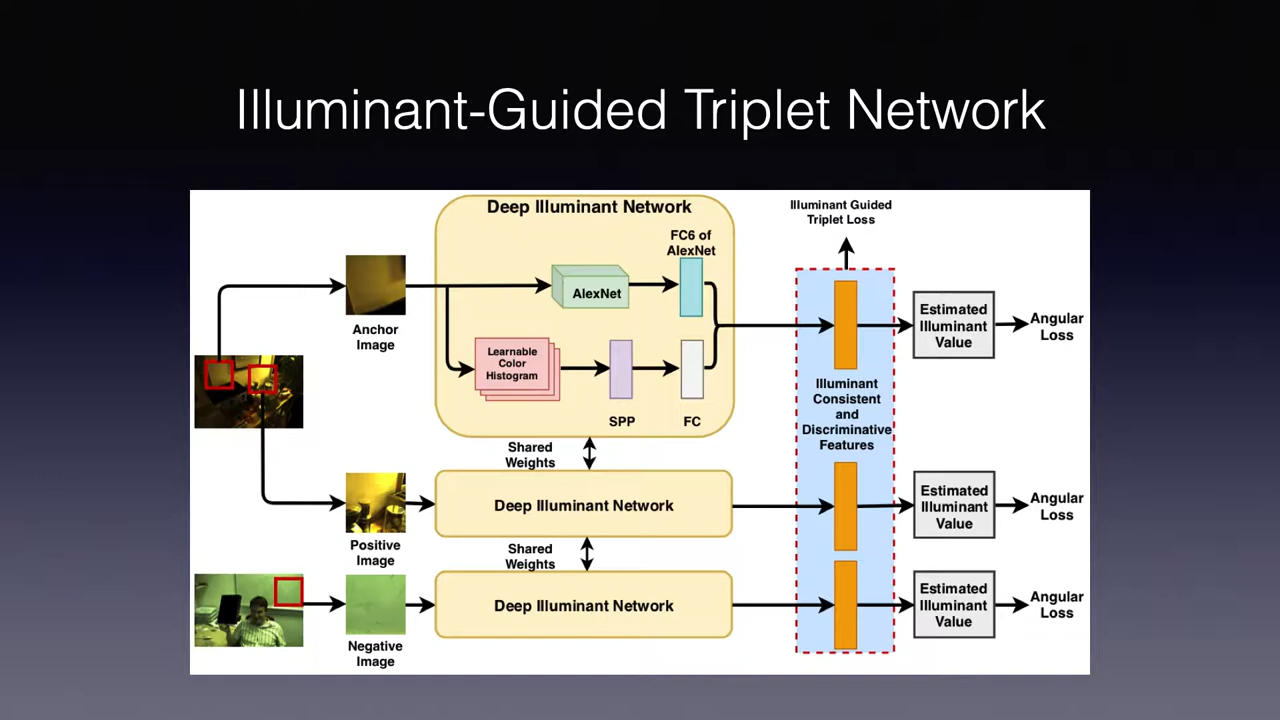 Illuminant-Guided Triplet Network
Deep Illuminant Network
Illuminant Guided
Triplet Loss
FC6 of
AlexNet
AlexNet
Anchor
Image
Learnable
Color
Histogram
SPP
FC
Estimated
Illuminant
Value
Angular
Loss
Illuminant
Consistent
and
Discriminative
Features
Shared
Weights
Positive
Image
Deep Illuminant Network
Estimated
Illuminant
Value
Angular
Loss
Shared
Weights
Negative
Image
Deep Illuminant Network
Estimated
Illuminant
Value
Angular
Loss